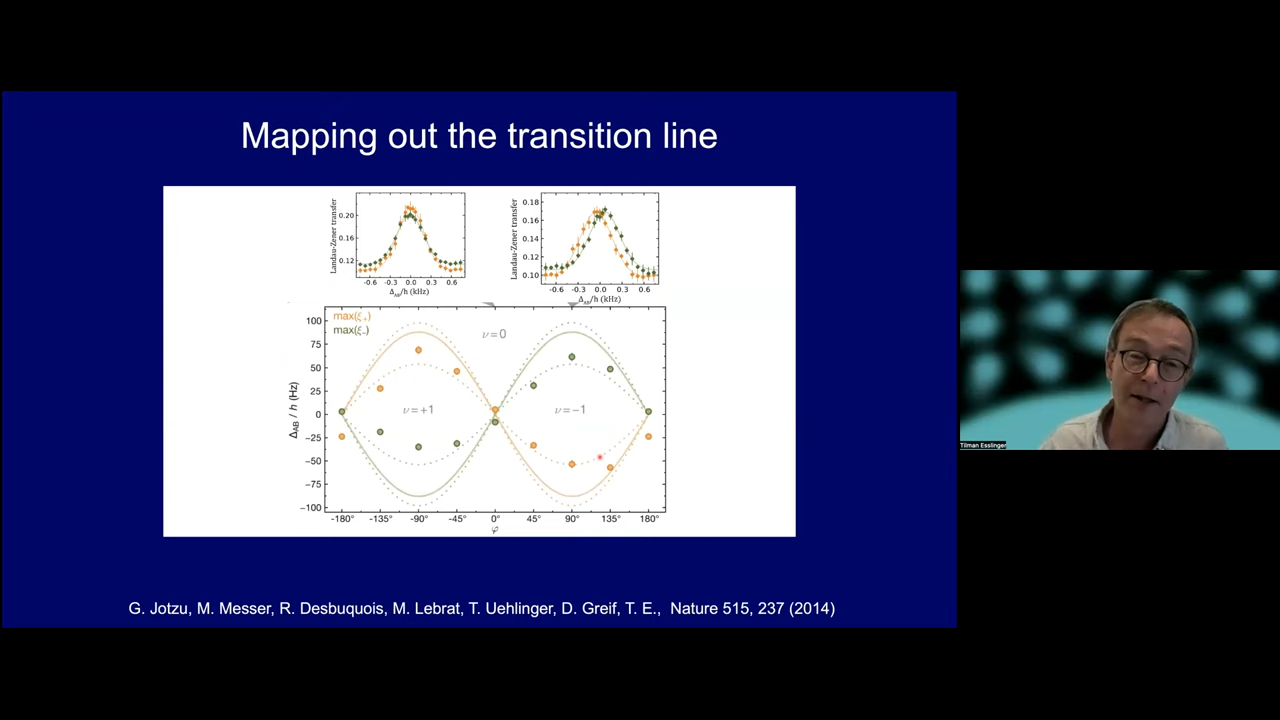 Mapping out the transition line
Landau-Zener transfer
0.20
0.16
0.12
-0.6 -0.3 0.0 0.3 0.6
Δ_AB/h (kHz)
Landau-Zener transfer
0.18
0.16
0.14
0.12
0.10
-0.6 -0.3 0.0 0.3 0.6
Δ_AB/h (kHz)
max(ξ₊)
max(ξ₋)
ν=0
ν=+1
ν=−1
Δ_AB / h (Hz)
100
75
50
25
0
−25
−50
−75
−100
-180° -135° -90° -45° 0° 45° 90° 135° 180°
φ
G. Jotzu, M. Messer, R. Desbuquois, M. Lebrat, T. Uehlinger, D. Greif, T. E., Nature 515, 237 (2014)
Tilman Esslinger